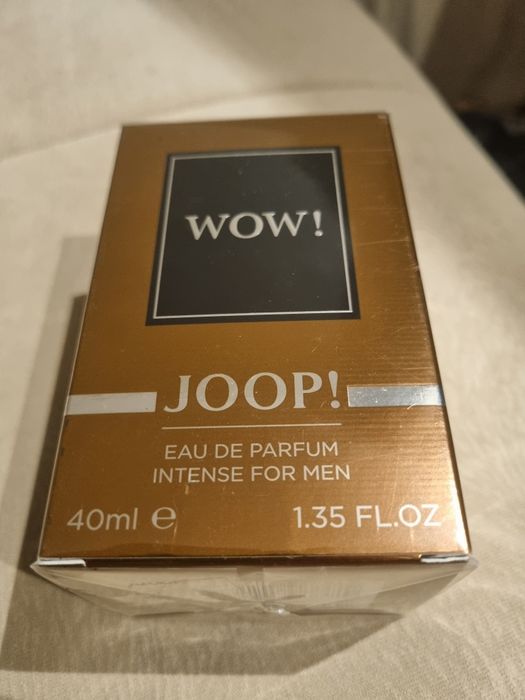 WOW!
JOOP!
EAU DE PARFUM
INTENSE FOR MEN
40ml ℮ 1.35 FL.OZ